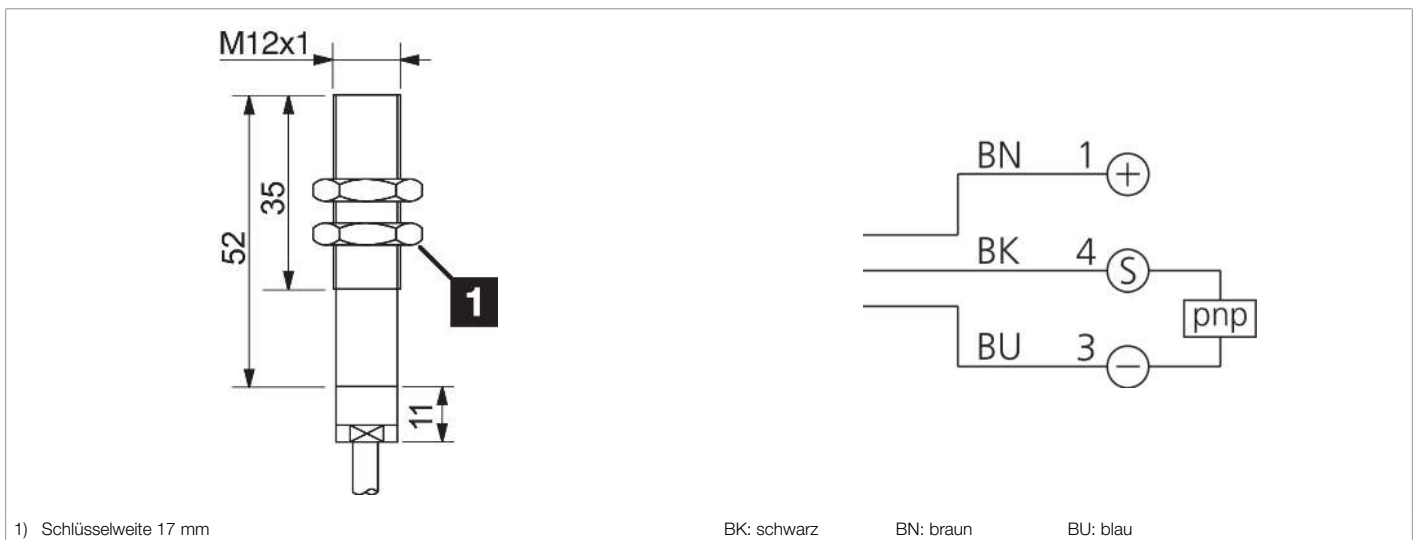 M12x1
52
35
1
11
BN 1 +
BK 4 S
pnp
BU 3 −
1) Schlüsselweite 17 mm
BK: schwarz BN: braun BU: blau